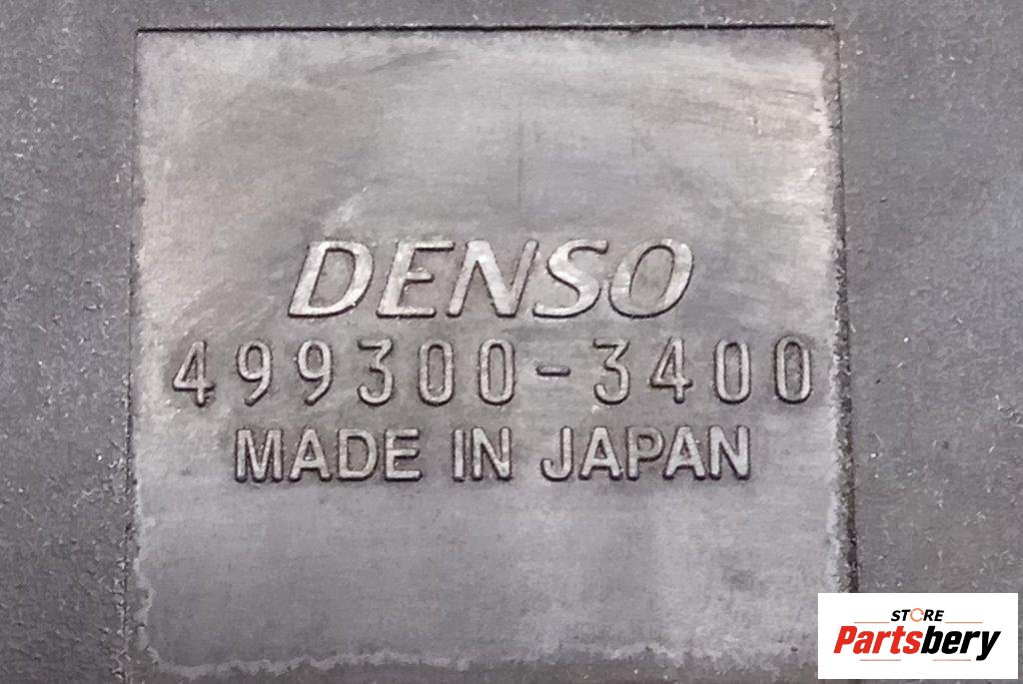 DENSO
499300-3400
MADE IN JAPAN
STORE
Partsbery